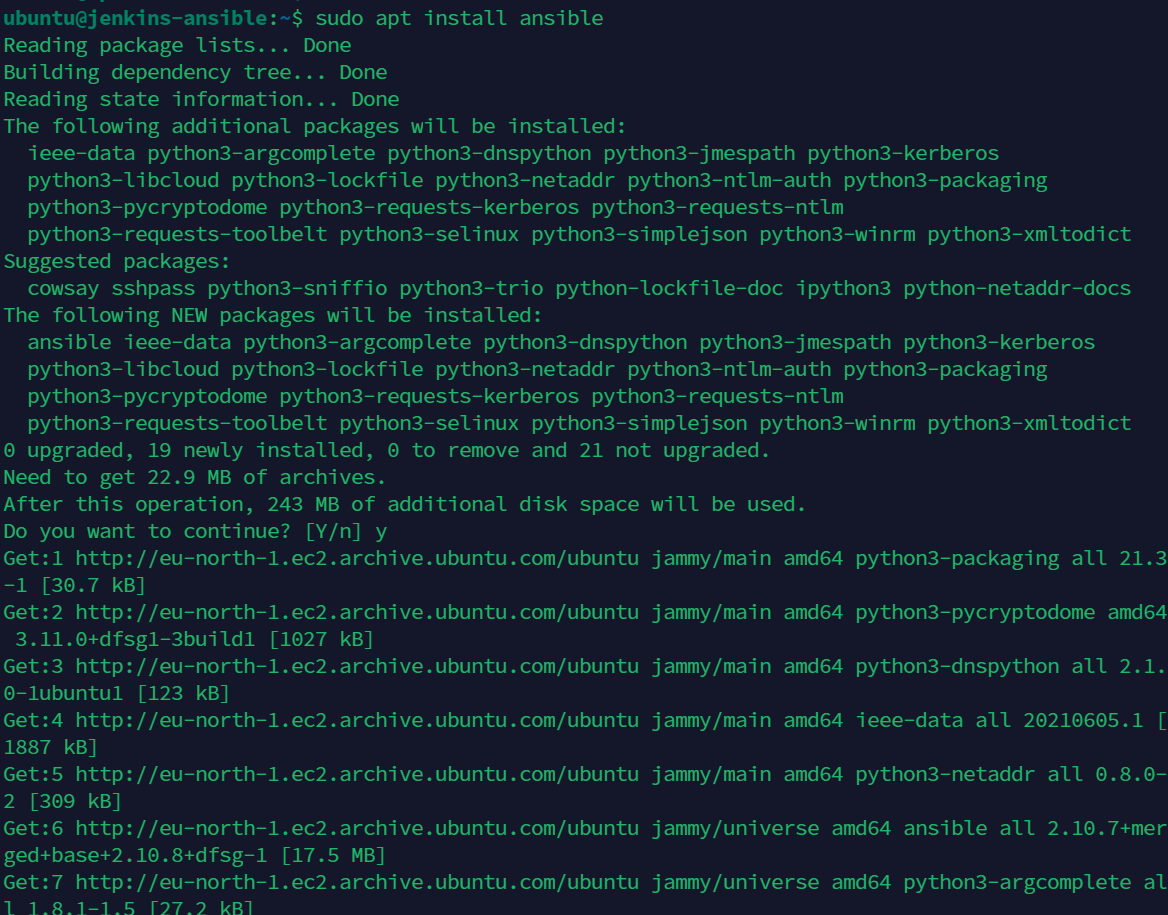 ubuntu@jenkins-ansible:~$ sudo apt install ansible
Reading package lists... Done
Building dependency tree... Done
Reading state information... Done
The following additional packages will be installed:
  ieee-data python3-argcomplete python3-dnspython python3-jmespath python3-kerberos
  python3-libcloud python3-lockfile python3-netaddr python3-ntlm-auth python3-packaging
  python3-pycryptodome python3-requests-kerberos python3-requests-ntlm
  python3-requests-toolbelt python3-selinux python3-simplejson python3-winrm python3-xmltodict
Suggested packages:
  cowsay sshpass python3-sniffio python3-trio python-lockfile-doc ipython3 python-netaddr-docs
The following NEW packages will be installed:
  ansible ieee-data python3-argcomplete python3-dnspython python3-jmespath python3-kerberos
  python3-libcloud python3-lockfile python3-netaddr python3-ntlm-auth python3-packaging
  python3-pycryptodome python3-requests-kerberos python3-requests-ntlm
  python3-requests-toolbelt python3-selinux python3-simplejson python3-winrm python3-xmltodict
0 upgraded, 19 newly installed, 0 to remove and 21 not upgraded.
Need to get 22.9 MB of archives.
After this operation, 243 MB of additional disk space will be used.
Do you want to continue? [Y/n] y
Get:1 http://eu-north-1.ec2.archive.ubuntu.com/ubuntu jammy/main amd64 python3-packaging all 21.3
-1 [30.7 kB]
Get:2 http://eu-north-1.ec2.archive.ubuntu.com/ubuntu jammy/main amd64 python3-pycryptodome amd64
 3.11.0+dfsg1-3build1 [1027 kB]
Get:3 http://eu-north-1.ec2.archive.ubuntu.com/ubuntu jammy/main amd64 python3-dnspython all 2.1.
0-1ubuntu1 [123 kB]
Get:4 http://eu-north-1.ec2.archive.ubuntu.com/ubuntu jammy/main amd64 ieee-data all 20210605.1 [
1887 kB]
Get:5 http://eu-north-1.ec2.archive.ubuntu.com/ubuntu jammy/main amd64 python3-netaddr all 0.8.0-
2 [309 kB]
Get:6 http://eu-north-1.ec2.archive.ubuntu.com/ubuntu jammy/universe amd64 ansible all 2.10.7+mer
ged+base+2.10.8+dfsg-1 [17.5 MB]
Get:7 http://eu-north-1.ec2.archive.ubuntu.com/ubuntu jammy/universe amd64 python3-argcomplete al
l 1.8.1-1.5 [27.2 kB]